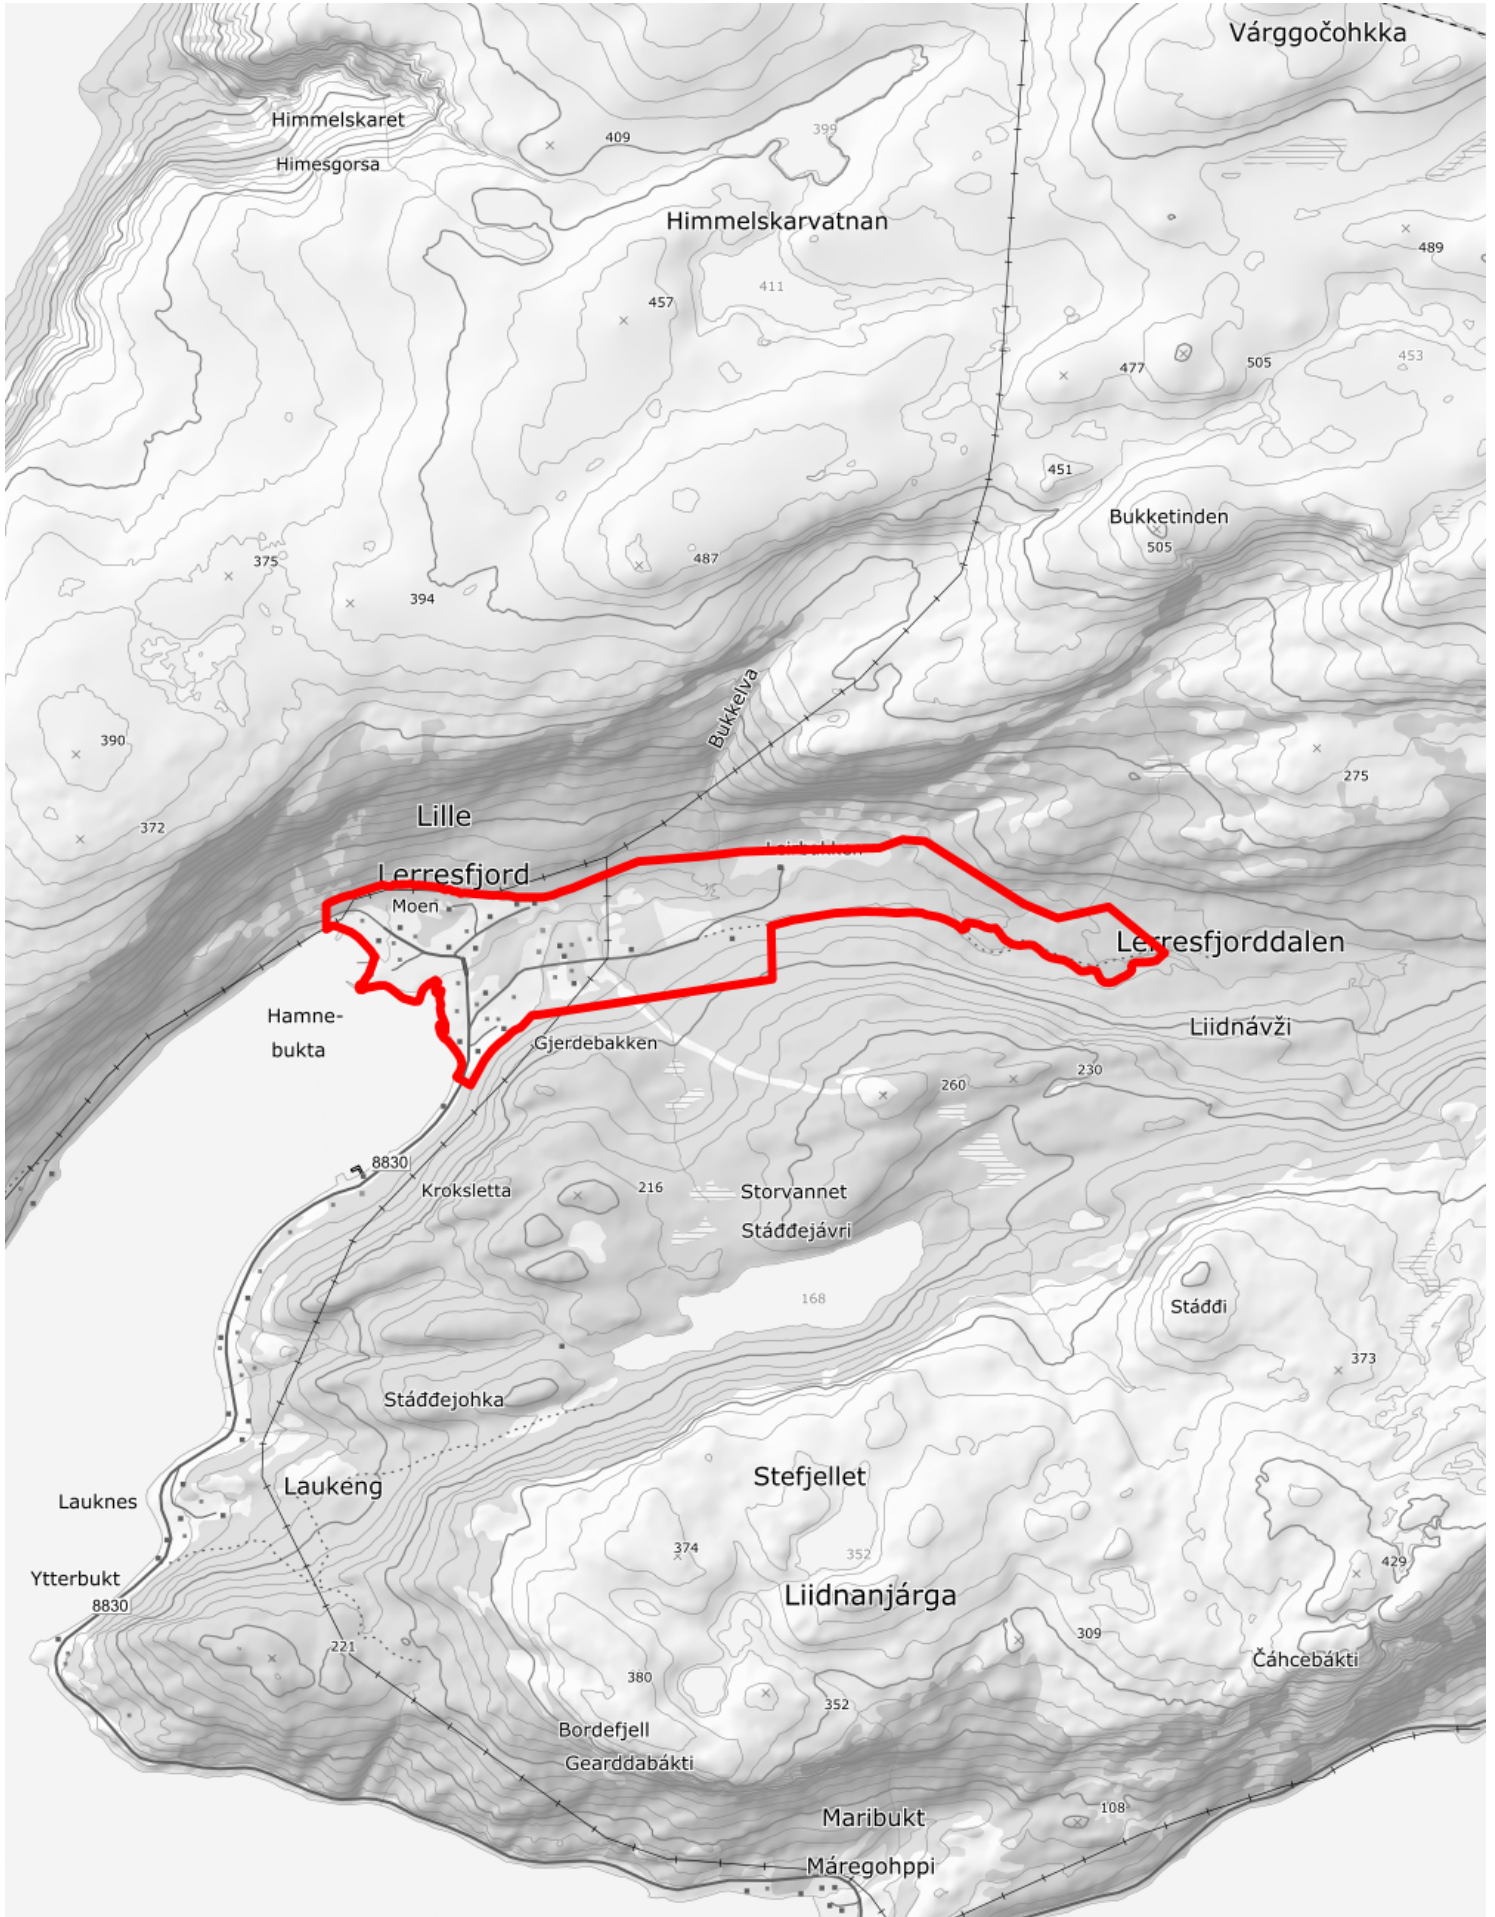 Várggočohkka
Himmelskaret
409
399
Himesgorsa
Himmelskarvatnan
489
411
457
453
477
505
451
Bukketinden
487
505
375
394
Bukkelva
390
275
372
Lille
Lerresfjord
Leirbakken
Moen
Lerresfjorddalen
Hamne-
bukta
Liidnávži
Gjerdebakken
260
230
8830
Kroksletta
216
Storvannet
Stáđđejávri
168
Stáđđi
373
Stáđđejohka
Stefjellet
Laukeng
Lauknes
374
352
429
Ytterbukt
8830
Liidnanjárga
309
221
Čáhcebákti
380
352
Bordefjell
Gearddabákti
108
Maribukt
Máregohppi